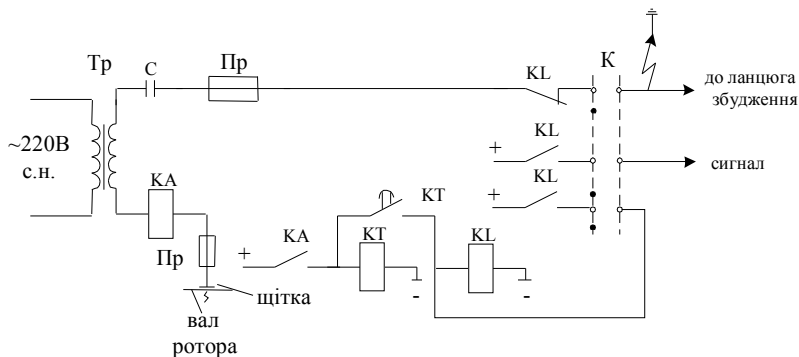 Тр
С
Пр
KL
К
до ланцюга
збудження
~220В
с.н.
KL
+
сигнал
KA
KL
+
KT
Пр
KA
+
KT
KL
-
-
щітка
вал
ротора